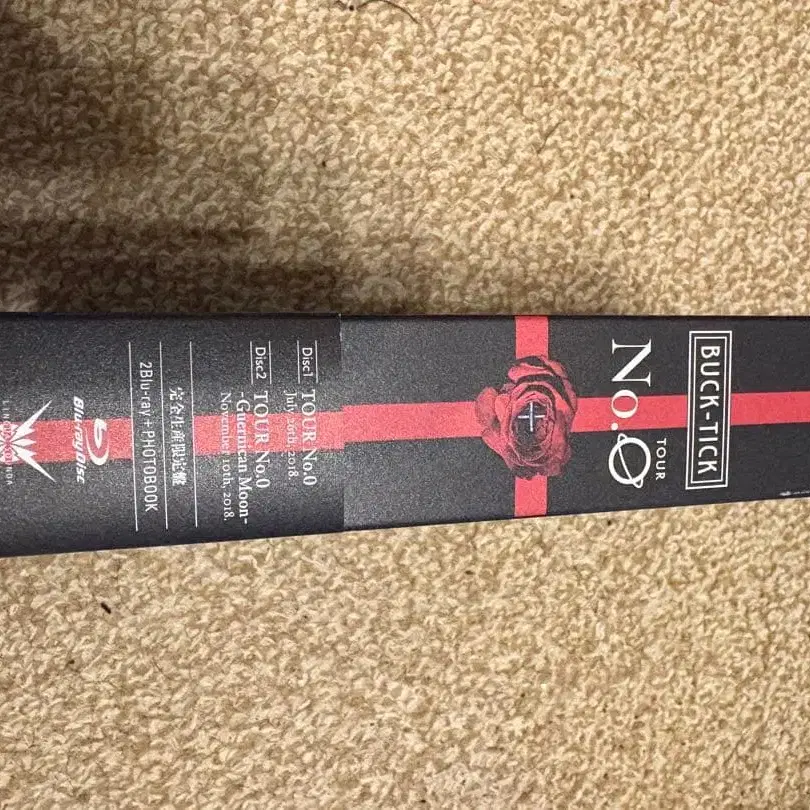 BUCK-TICK
TOUR
No.0
Disc1
TOUR No.0
July 26th, 2018.
Disc2
TOUR No.0
-Guernican Moon-
November 10th, 2018.
完全生産限定盤
2Blu-ray + PHOTOBOOK
Blu-ray Disc